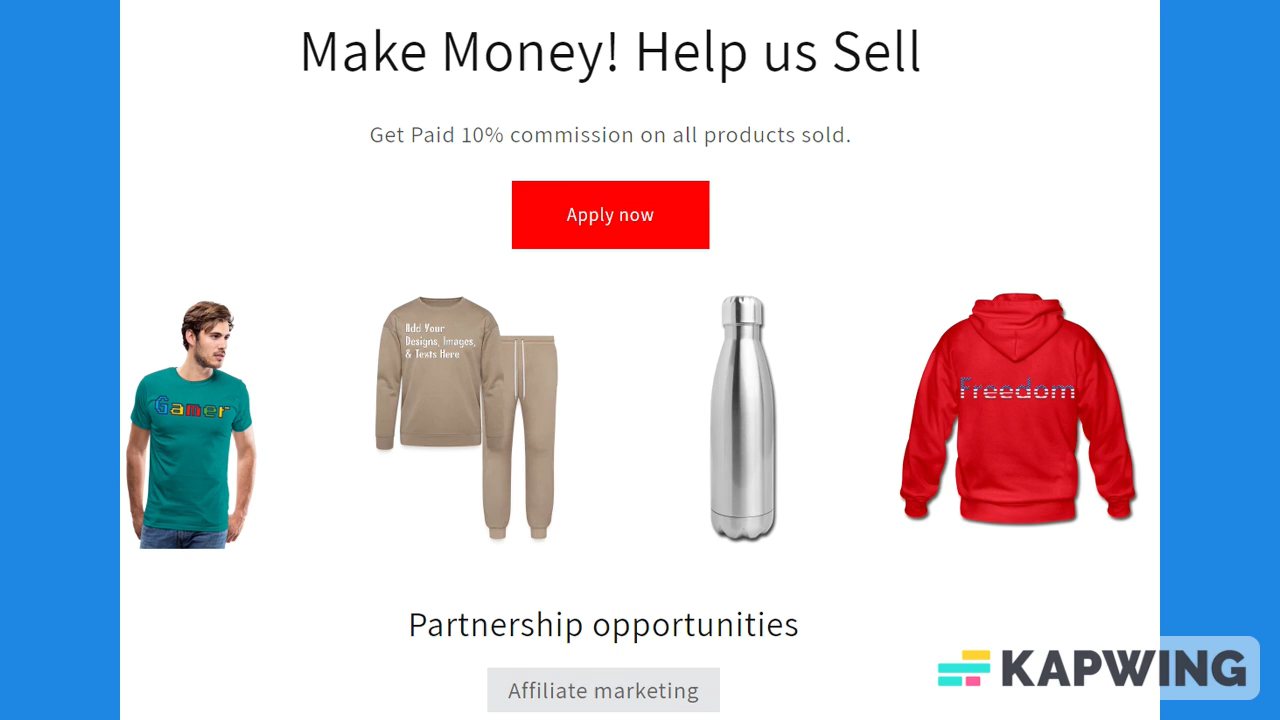 Make Money! Help us Sell
Get Paid 10% commission on all products sold.
Apply now
Gamer
Add Your
Designs, Images,
& Texts Here
Freedom
Partnership opportunities
Affiliate marketing
KAPWING